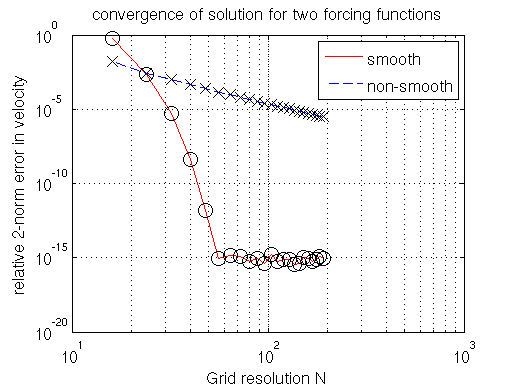 convergence of solution for two forcing functions
relative 2-norm error in velocity
10^0
10^-5
10^-10
10^-15
10^-20
smooth
non-smooth
10^1
10^2
10^3
Grid resolution N